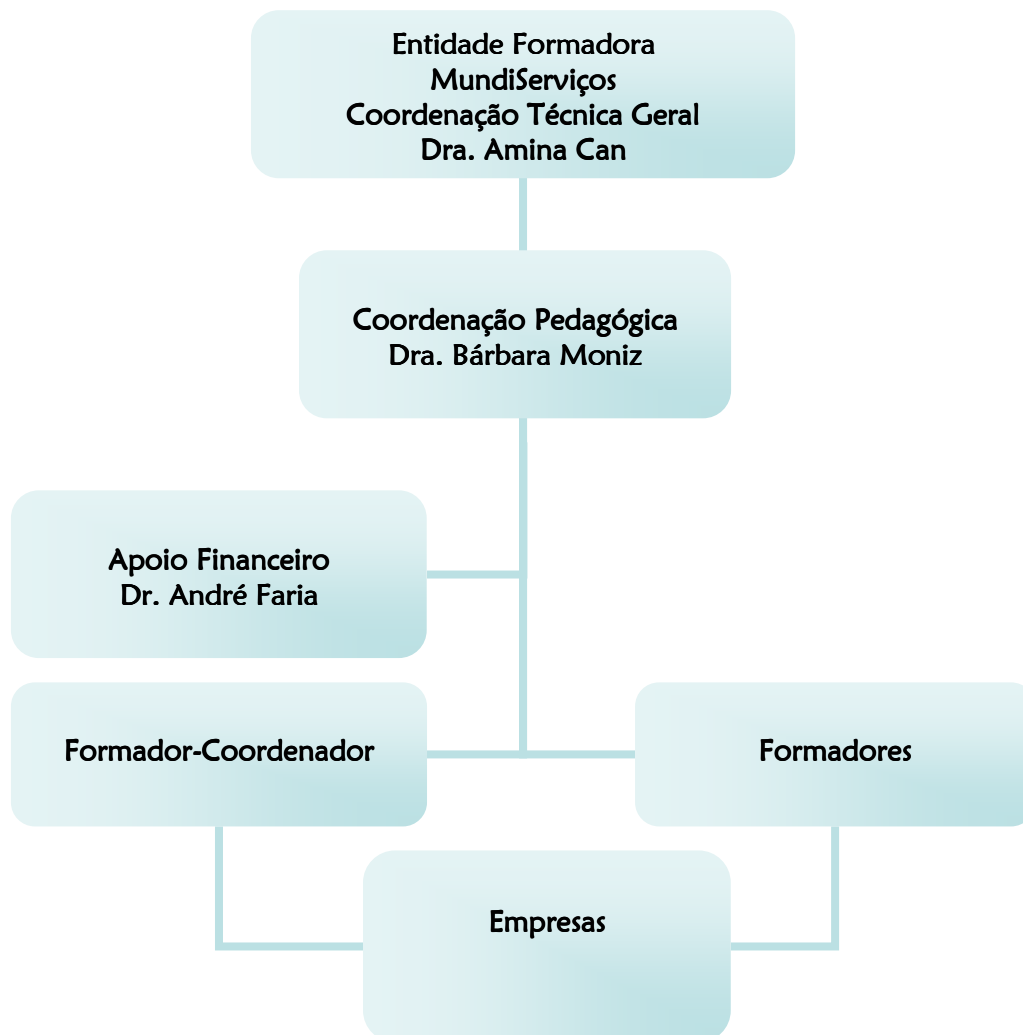 Entidade Formadora
MundiServiços
Coordenação Técnica Geral
Dra. Amina Can
Coordenação Pedagógica
Dra. Bárbara Moniz
Apoio Financeiro
Dr. André Faria
Formador-Coordenador
Formadores
Empresas